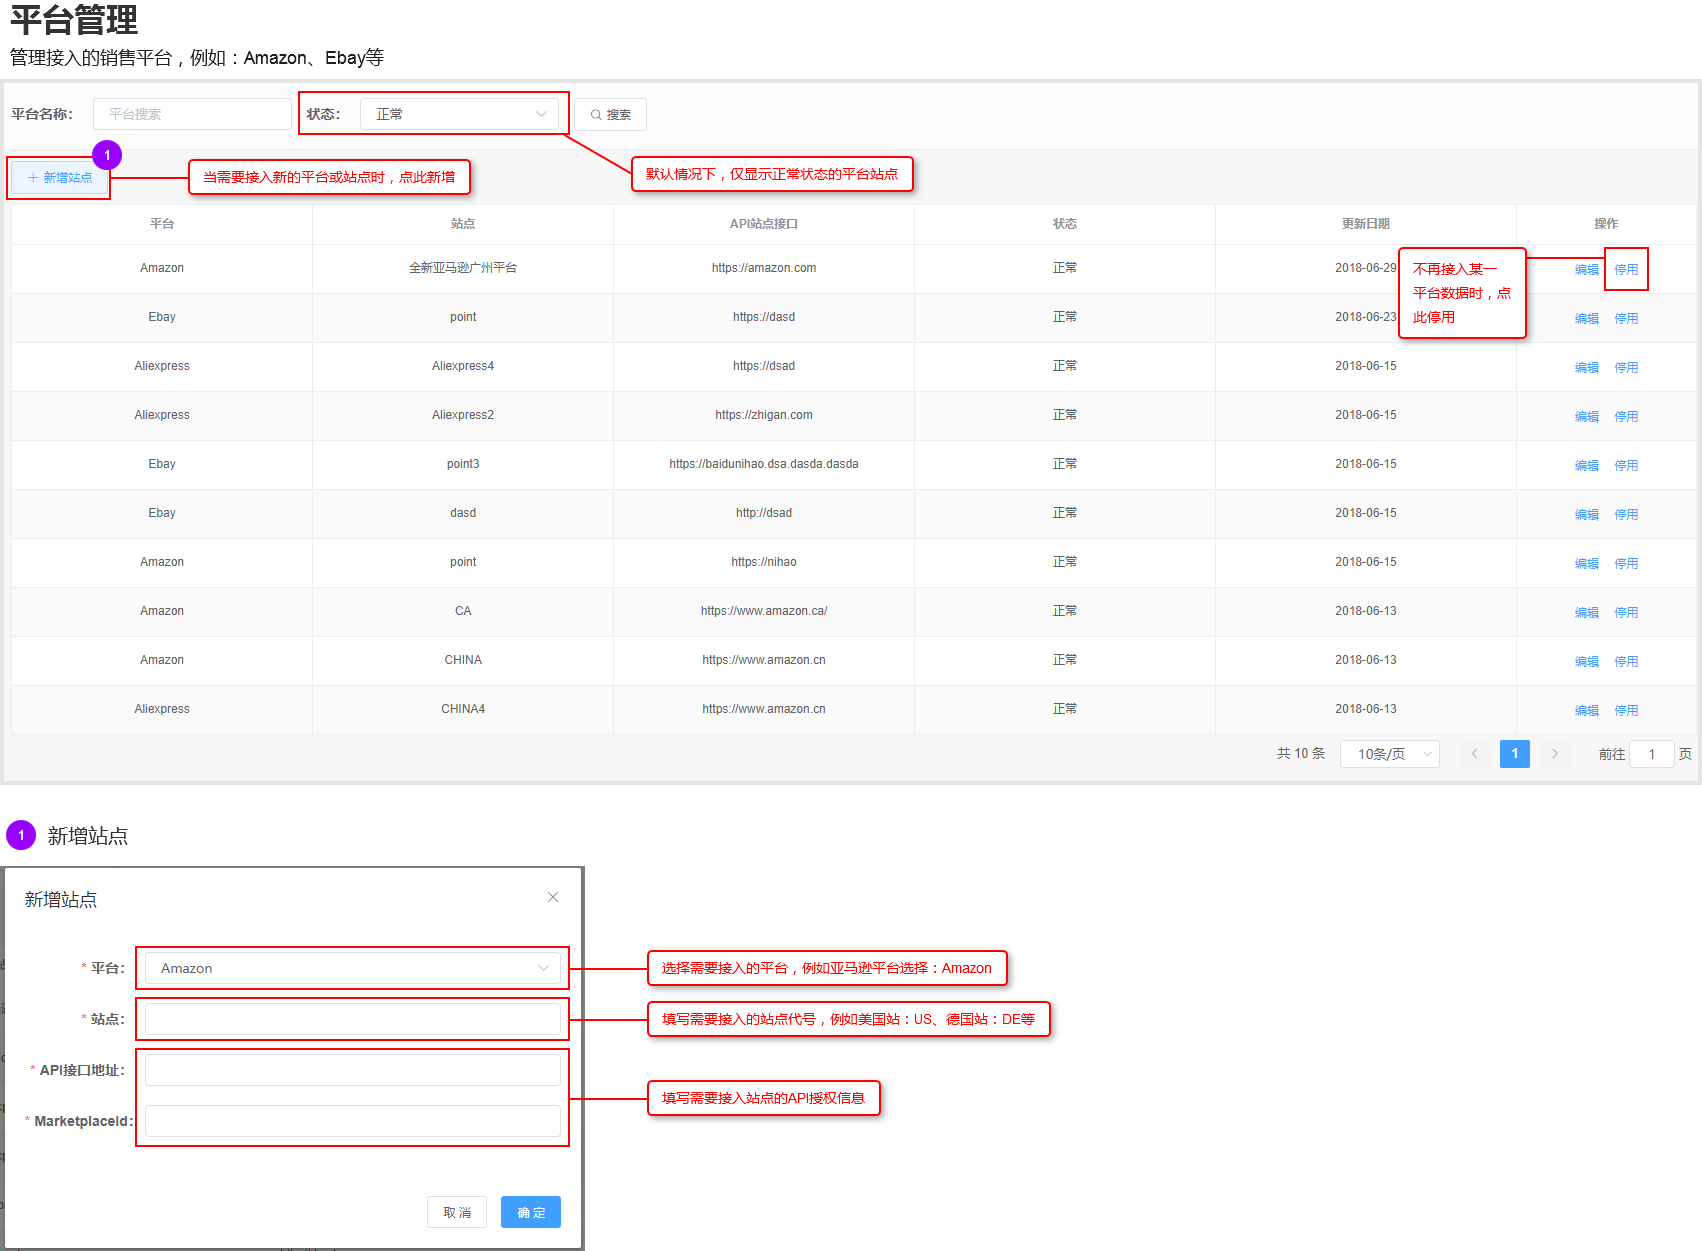 平台管理
管理接入的销售平台，例如：Amazon、Ebay等
平台名称： 平台搜索 状态： 正常 搜索
1
+ 新增站点 当需要接入新的平台或站点时，点此新增 默认情况下，仅显示正常状态的平台站点
平台 站点 API站点接口 状态 更新日期 操作
Amazon 全新亚马逊广州平台 https://amazon.com 正常 2018-06-29 编辑 停用
不再接入某一
平台数据时，点
此停用
Ebay point https://dasd 正常 2018-06-23 编辑 停用
Aliexpress Aliexpress4 https://dsad 正常 2018-06-15 编辑 停用
Aliexpress Aliexpress2 https://zhigan.com 正常 2018-06-15 编辑 停用
Ebay point3 https://baidunihao.dsa.dasda.dasda 正常 2018-06-15 编辑 停用
Ebay dasd http://dsad 正常 2018-06-15 编辑 停用
Amazon point https://nihao 正常 2018-06-15 编辑 停用
Amazon CA https://www.amazon.ca/ 正常 2018-06-13 编辑 停用
Amazon CHINA https://www.amazon.cn 正常 2018-06-13 编辑 停用
Aliexpress CHINA4 https://www.amazon.cn 正常 2018-06-13 编辑 停用
共 10 条 10条/页 1 前往 1 页
1 新增站点
新增站点
* 平台： Amazon 选择需要接入的平台，例如亚马逊平台选择：Amazon
* 站点： 填写需要接入的站点代号，例如美国站：US、德国站：DE等
* API接口地址：
填写需要接入站点的API授权信息
* MarketplaceId：
取 消 确 定